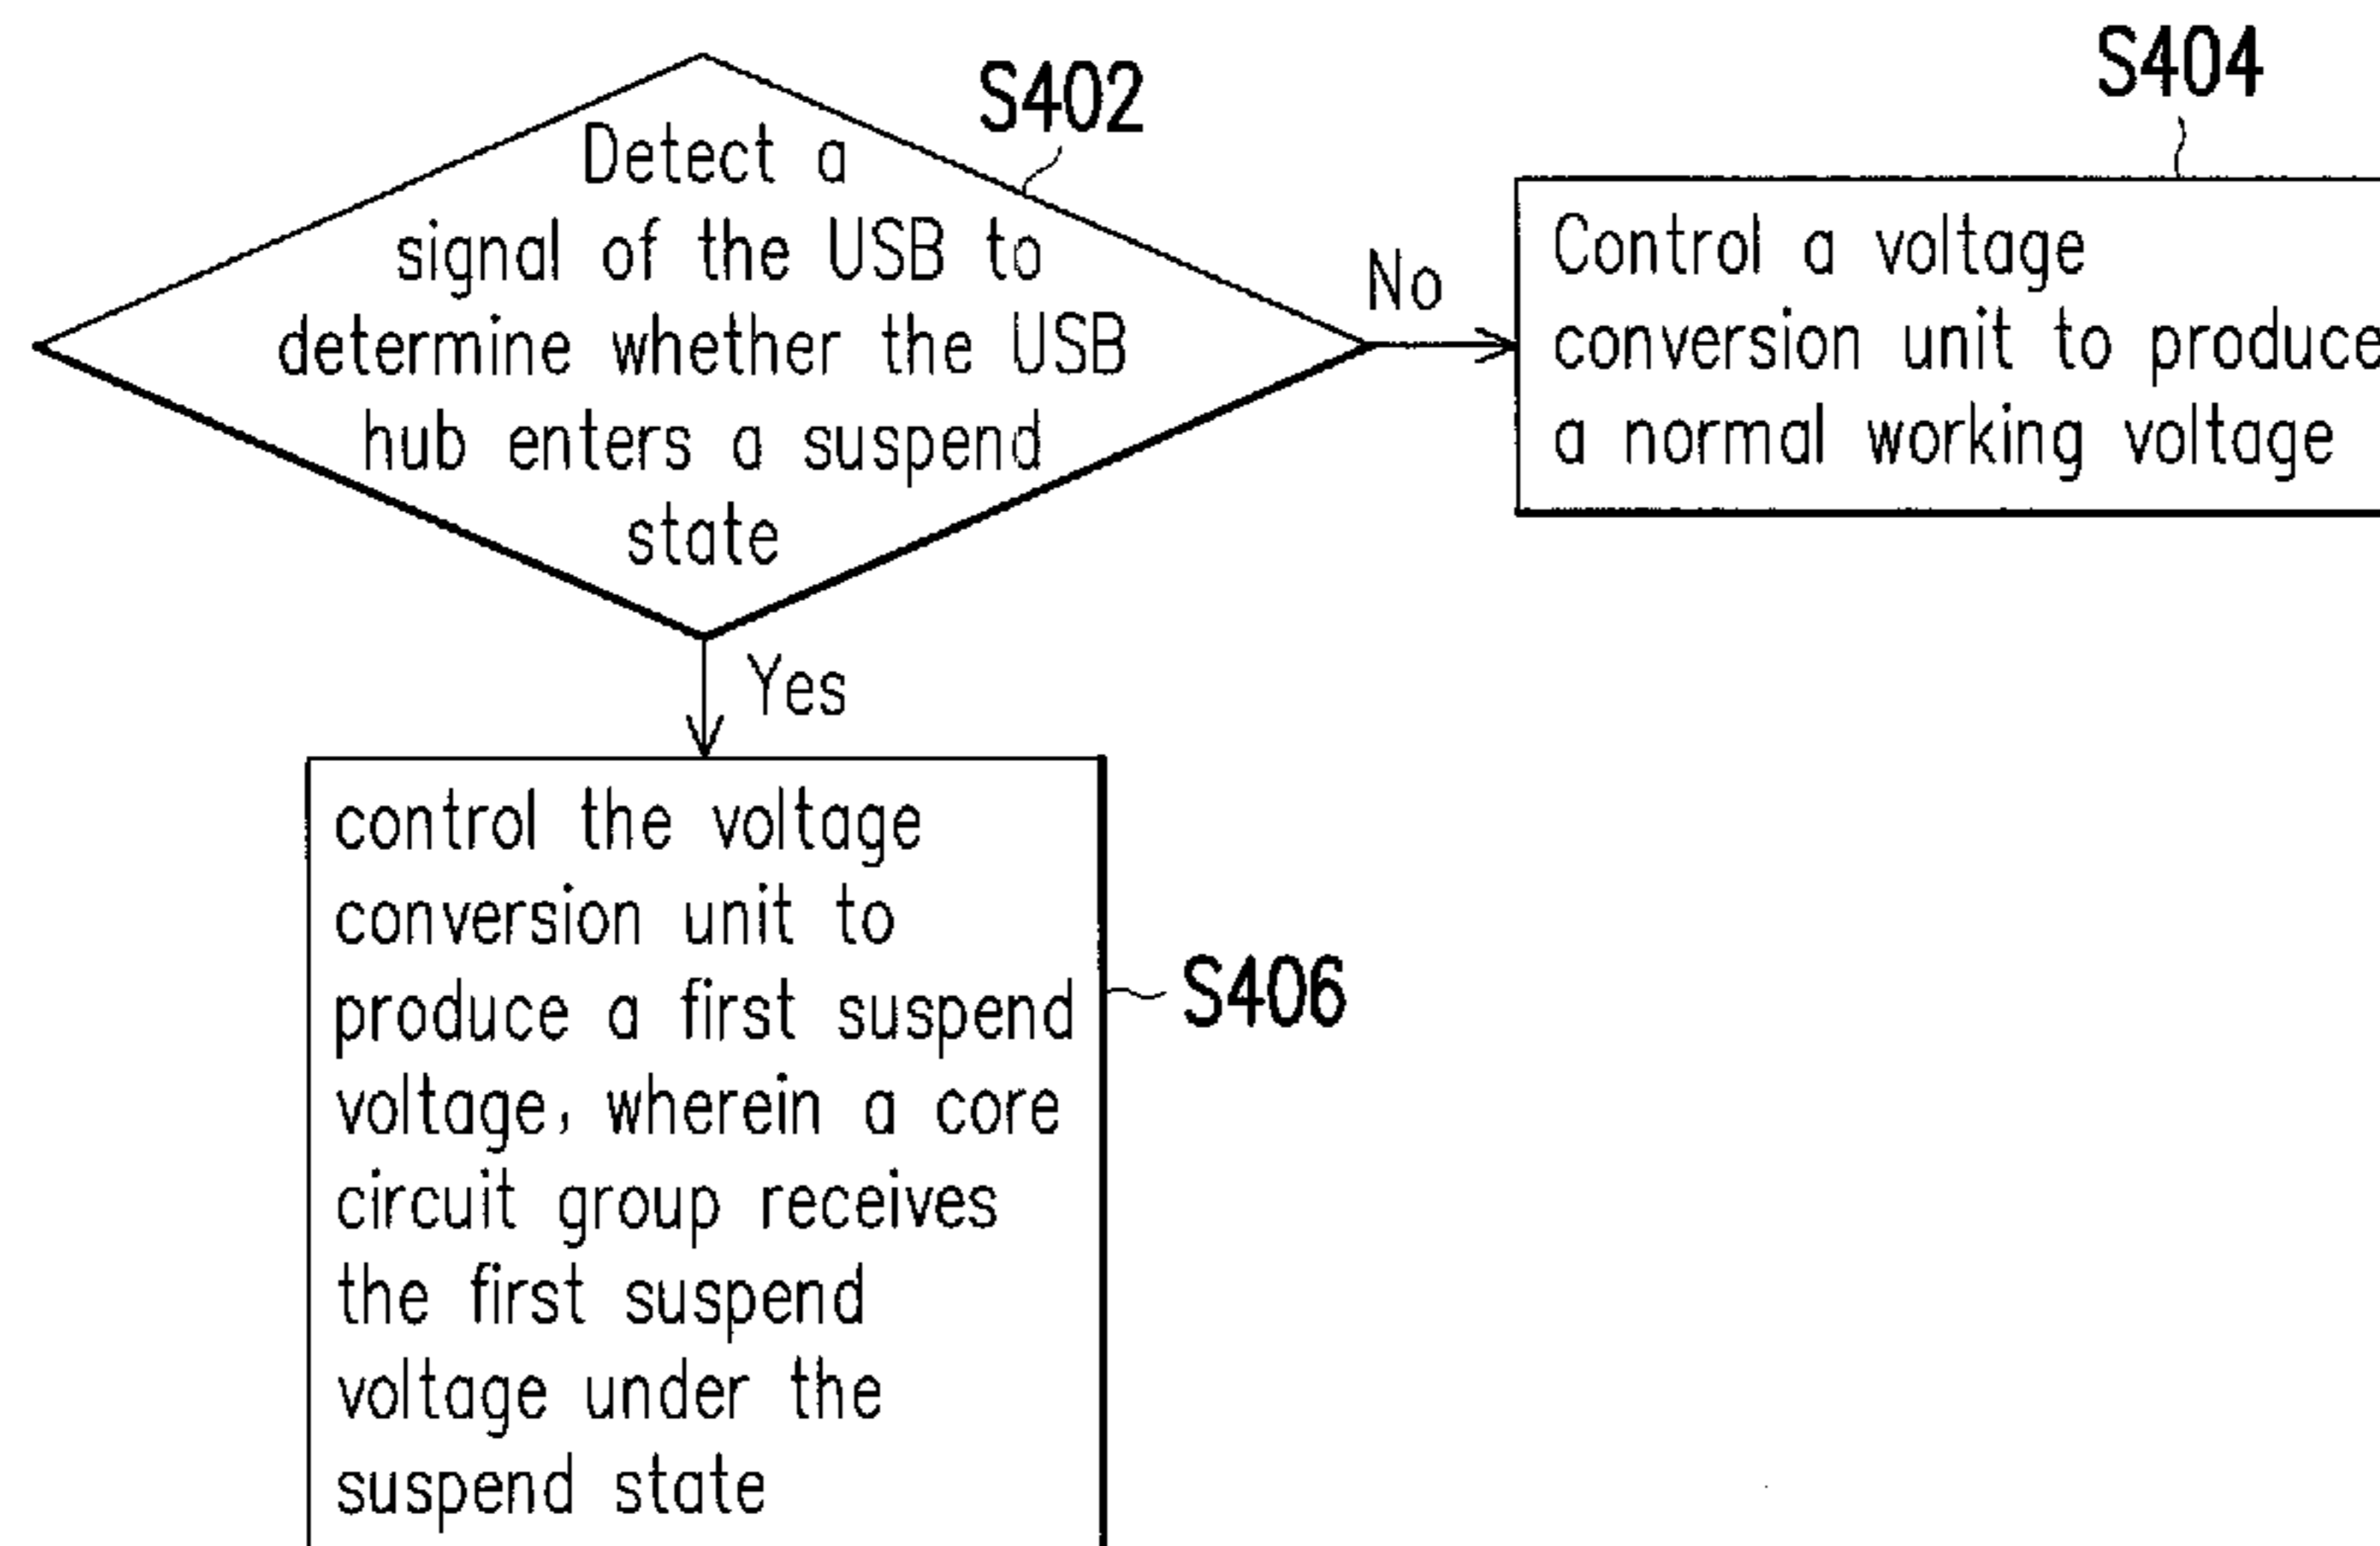 S402
Detect a
signal of the USB to
determine whether the USB
hub enters a suspend
state
No
S404
Control a voltage
conversion unit to produce
a normal working voltage
Yes
control the voltage
conversion unit to
produce a first suspend
voltage, wherein a core
circuit group receives
the first suspend
voltage under the
suspend state
S406